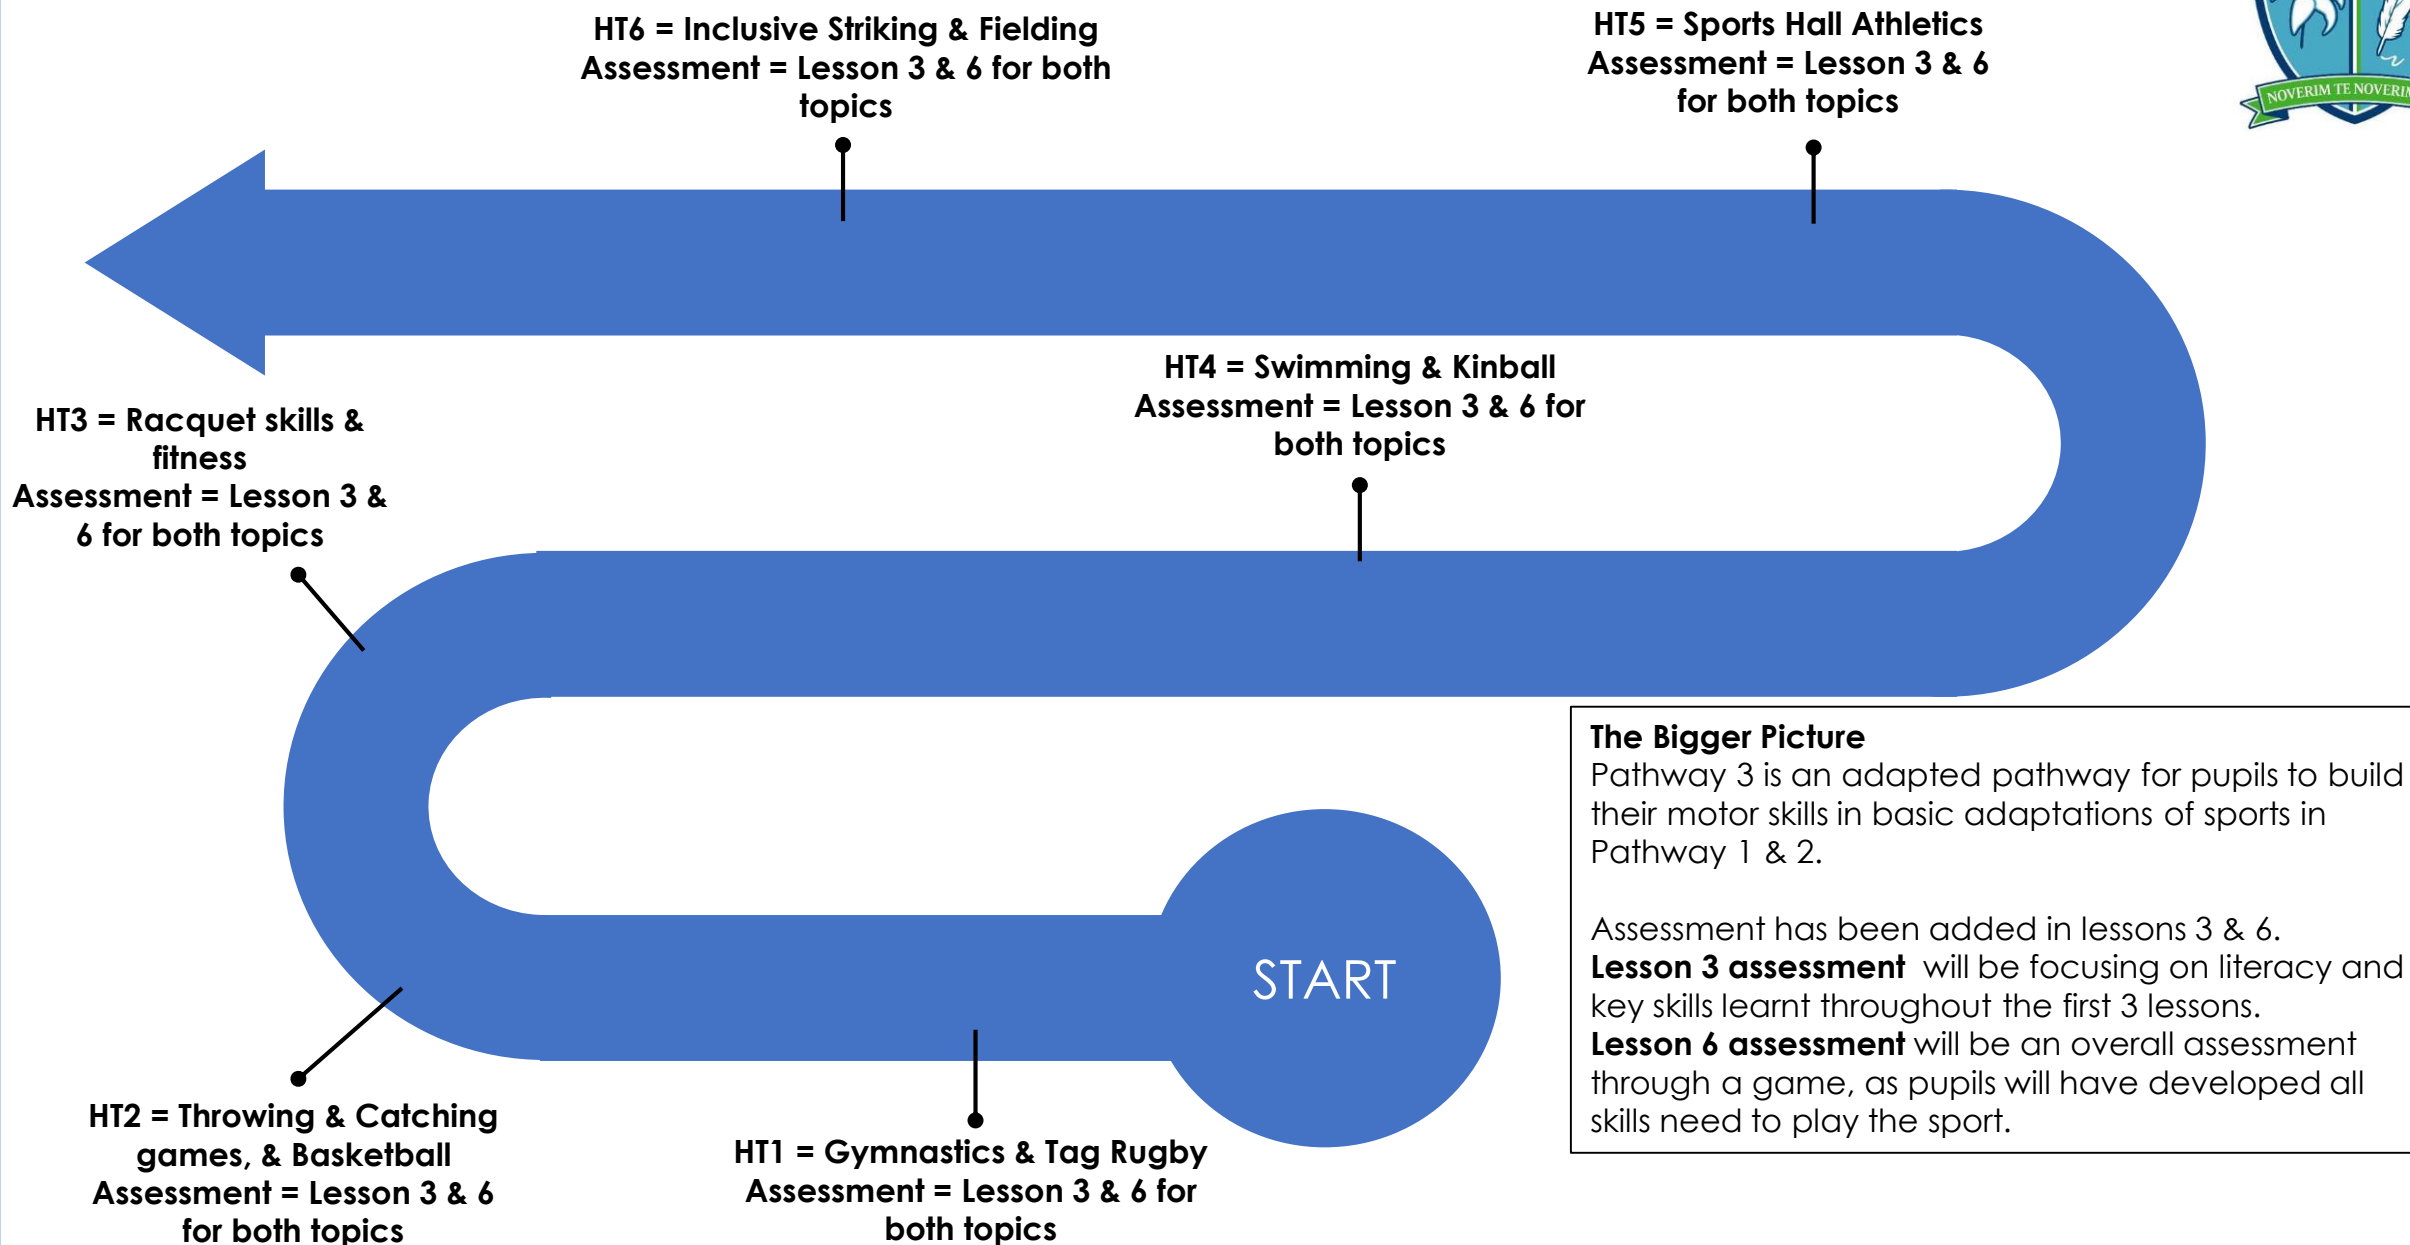 HT6 = Inclusive Striking & Fielding
Assessment = Lesson 3 & 6 for both
topics
HT5 = Sports Hall Athletics
Assessment = Lesson 3 & 6
for both topics
NOVERIM TE NOVERIM
HT4 = Swimming & Kinball
Assessment = Lesson 3 & 6 for
both topics
HT3 = Racquet skills &
fitness
Assessment = Lesson 3 &
6 for both topics
The Bigger Picture
Pathway 3 is an adapted pathway for pupils to build
their motor skills in basic adaptations of sports in
Pathway 1 & 2.
Assessment has been added in lessons 3 & 6.
Lesson 3 assessment will be focusing on literacy and
key skills learnt throughout the first 3 lessons.
Lesson 6 assessment will be an overall assessment
through a game, as pupils will have developed all
skills need to play the sport.
START
HT2 = Throwing & Catching
games, & Basketball
Assessment = Lesson 3 & 6
for both topics
HT1 = Gymnastics & Tag Rugby
Assessment = Lesson 3 & 6 for
both topics